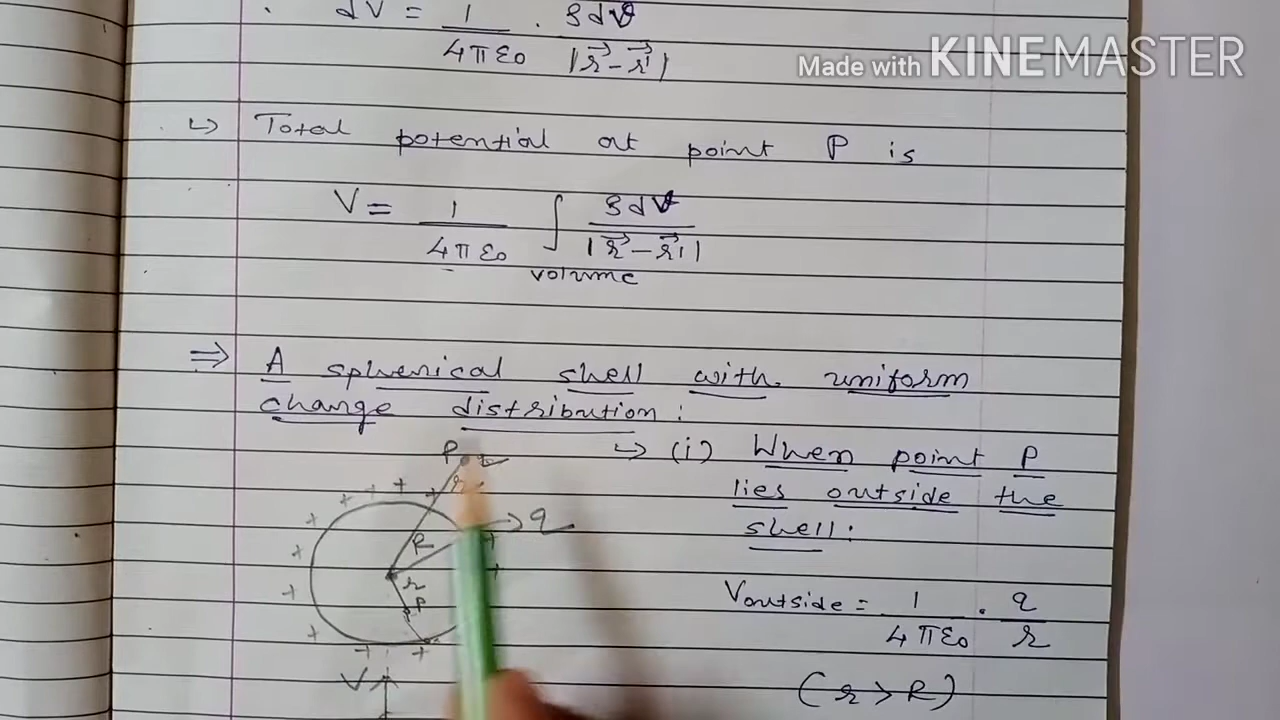 dV = 1/4πε₀ . ρdV/|r⃗-r⃗'|
Made with KINEMASTER
↳ Total potential at point P is
V = 1/4πε₀ ∫ ρdV/|r⃗-r⃗'|
volume
⇒ A spherical shell with uniform
charge distribution:
↳ (i) When point P
lies outside the
shell:
P
r
q
R
r
P
V
Voutside = 1/4πε₀ . q/r
(r > R)